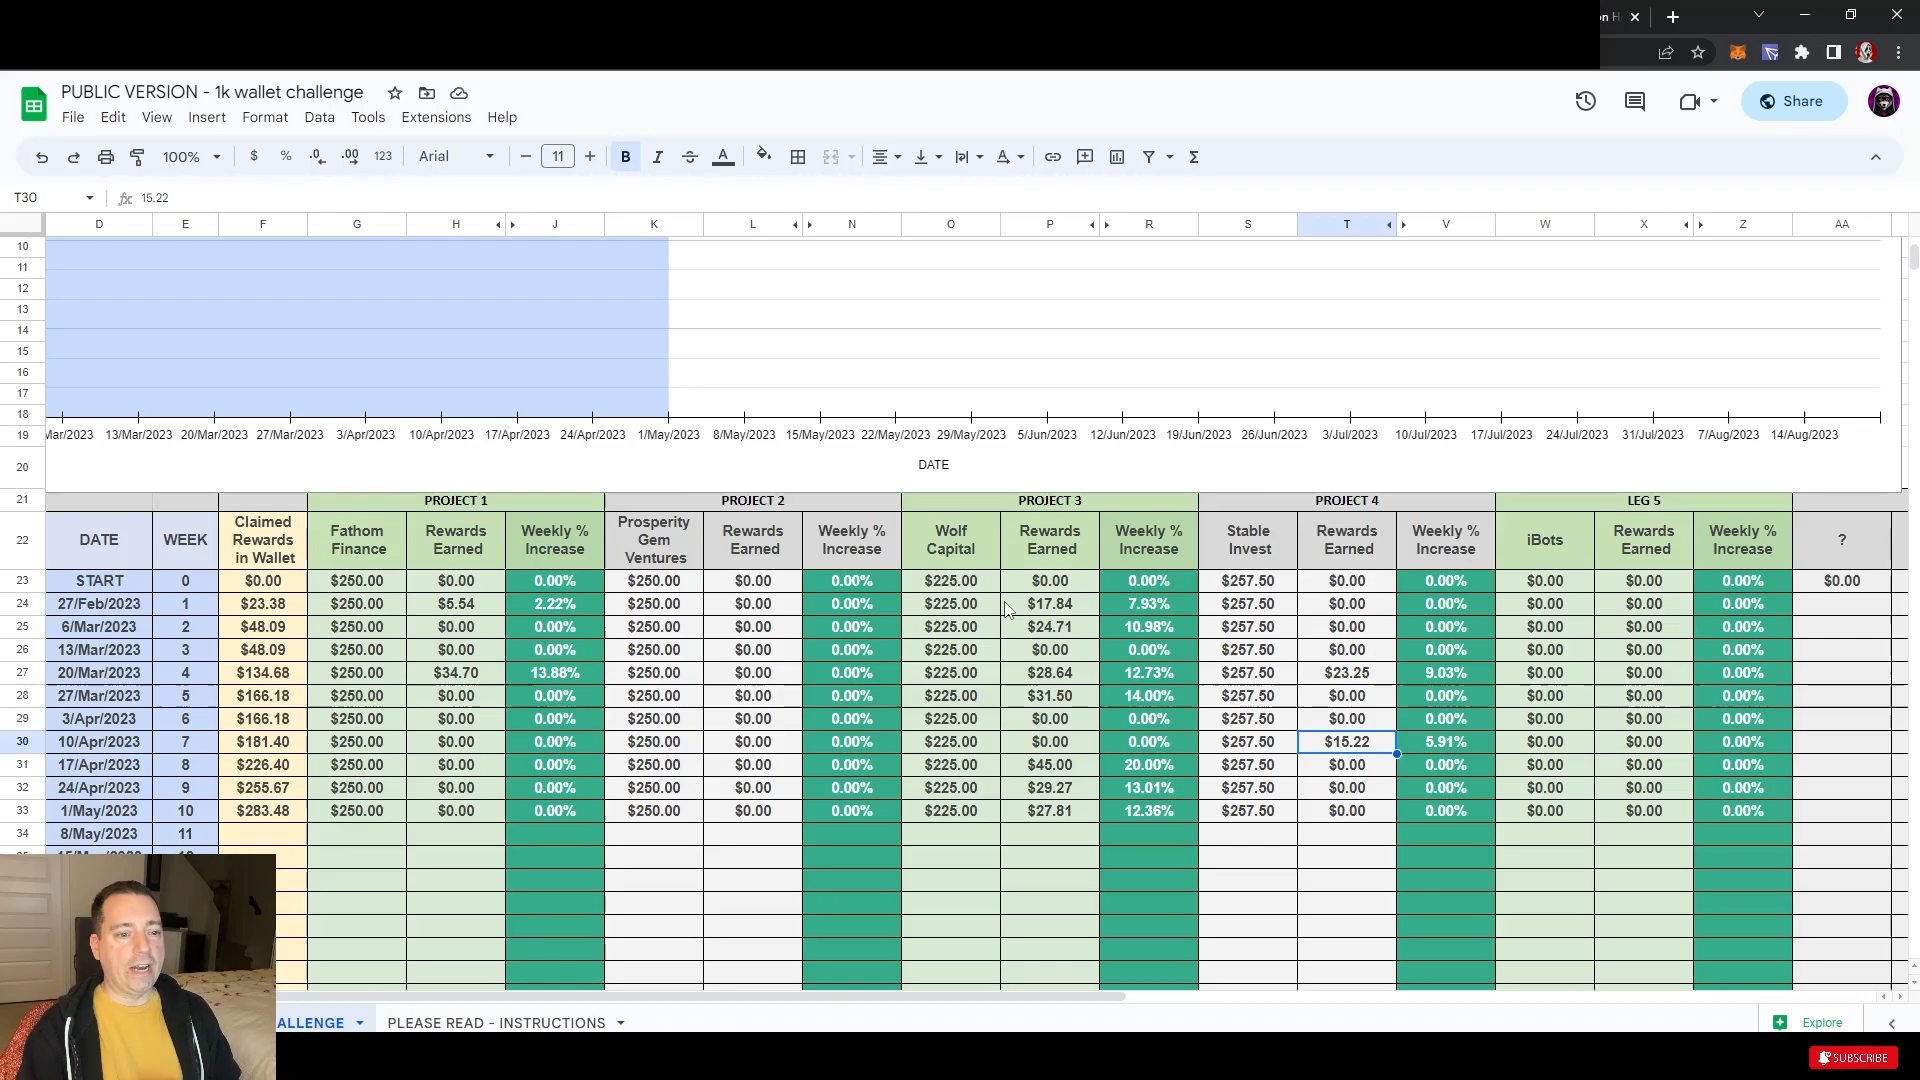 on H
PUBLIC VERSION - 1k wallet challenge
Share
File Edit View Insert Format Data Tools Extensions Help
100% $ % .0 .00 123 Arial 11 B I A
T30 fx 15.22
D E F G H J K L N O P R S T V W X Z AA
10
11
12
13
14
15
16
17
18
19 Mar/2023 13/Mar/2023 20/Mar/2023 27/Mar/2023 3/Apr/2023 10/Apr/2023 17/Apr/2023 24/Apr/2023 1/May/2023 8/May/2023 15/May/2023 22/May/2023 29/May/2023 5/Jun/2023 12/Jun/2023 19/Jun/2023 26/Jun/2023 3/Jul/2023 10/Jul/2023 17/Jul/2023 24/Jul/2023 31/Jul/2023 7/Aug/2023 14/Aug/2023
20 DATE
21 PROJECT 1 PROJECT 2 PROJECT 3 PROJECT 4 LEG 5
22 DATE WEEK Claimed Rewards in Wallet Fathom Finance Rewards Earned Weekly % Increase Prosperity Gem Ventures Rewards Earned Weekly % Increase Wolf Capital Rewards Earned Weekly % Increase Stable Invest Rewards Earned Weekly % Increase iBots Rewards Earned Weekly % Increase ?
23 START 0 $0.00 $250.00 $0.00 0.00% $250.00 $0.00 0.00% $225.00 $0.00 0.00% $257.50 $0.00 0.00% $0.00 $0.00 0.00% $0.00
24 27/Feb/2023 1 $23.38 $250.00 $5.54 2.22% $250.00 $0.00 0.00% $225.00 $17.84 7.93% $257.50 $0.00 0.00% $0.00 $0.00 0.00%
25 6/Mar/2023 2 $48.09 $250.00 $0.00 0.00% $250.00 $0.00 0.00% $225.00 $24.71 10.98% $257.50 $0.00 0.00% $0.00 $0.00 0.00%
26 13/Mar/2023 3 $48.09 $250.00 $0.00 0.00% $250.00 $0.00 0.00% $225.00 $0.00 0.00% $257.50 $0.00 0.00% $0.00 $0.00 0.00%
27 20/Mar/2023 4 $134.68 $250.00 $34.70 13.88% $250.00 $0.00 0.00% $225.00 $28.64 12.73% $257.50 $23.25 9.03% $0.00 $0.00 0.00%
28 27/Mar/2023 5 $166.18 $250.00 $0.00 0.00% $250.00 $0.00 0.00% $225.00 $31.50 14.00% $257.50 $0.00 0.00% $0.00 $0.00 0.00%
29 3/Apr/2023 6 $166.18 $250.00 $0.00 0.00% $250.00 $0.00 0.00% $225.00 $0.00 0.00% $257.50 $0.00 0.00% $0.00 $0.00 0.00%
30 10/Apr/2023 7 $181.40 $250.00 $0.00 0.00% $250.00 $0.00 0.00% $225.00 $0.00 0.00% $257.50 $15.22 5.91% $0.00 $0.00 0.00%
31 17/Apr/2023 8 $226.40 $250.00 $0.00 0.00% $250.00 $0.00 0.00% $225.00 $45.00 20.00% $257.50 $0.00 0.00% $0.00 $0.00 0.00%
32 24/Apr/2023 9 $255.67 $250.00 $0.00 0.00% $250.00 $0.00 0.00% $225.00 $29.27 13.01% $257.50 $0.00 0.00% $0.00 $0.00 0.00%
33 1/May/2023 10 $283.48 $250.00 $0.00 0.00% $250.00 $0.00 0.00% $225.00 $27.81 12.36% $257.50 $0.00 0.00% $0.00 $0.00 0.00%
34 8/May/2023 11
ALLENGE PLEASE READ - INSTRUCTIONS Explore
SUBSCRIBE